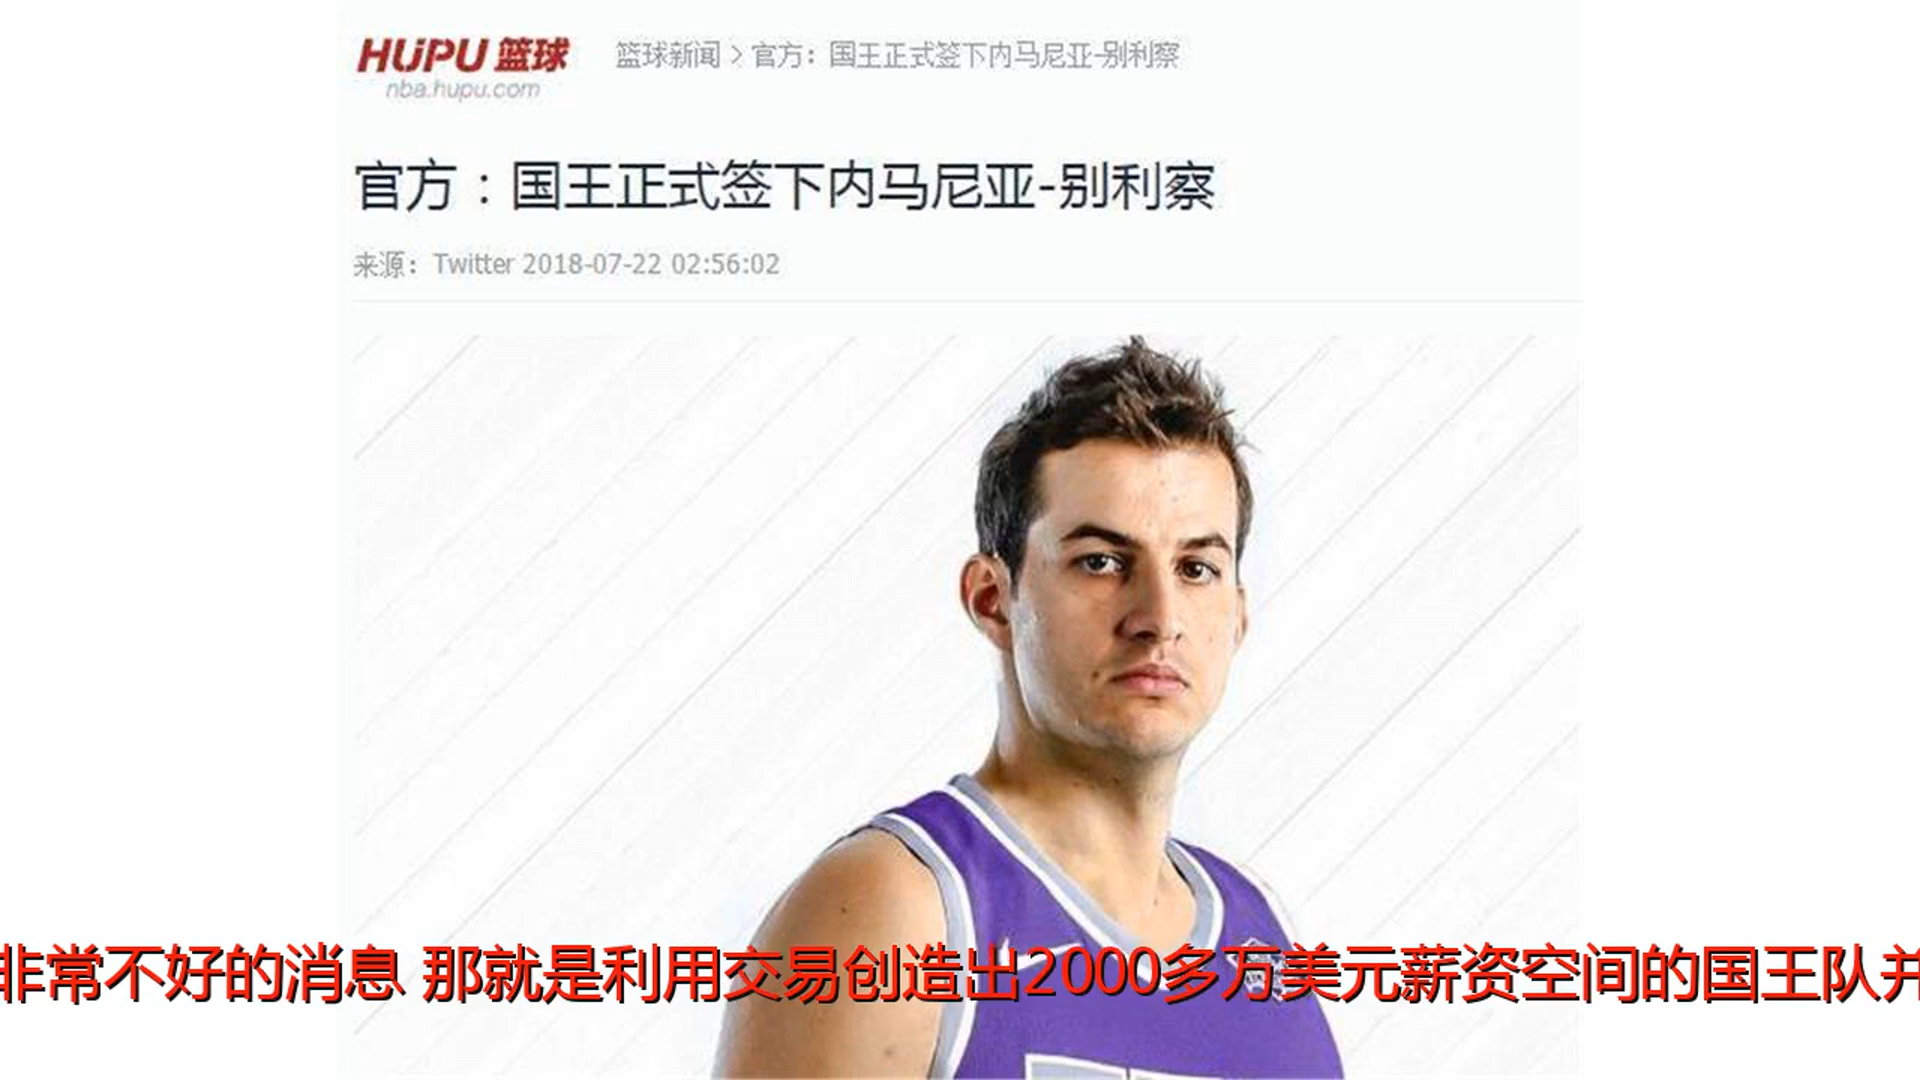 HUPU 篮球
nba.hupu.com
篮球新闻 > 官方：国王正式签下内马尼亚-别利察
官方：国王正式签下内马尼亚-别利察
来源：Twitter 2018-07-22 02:56:02
非常不好的消息 那就是利用交易创造出2000多万美元薪资空间的国王队并